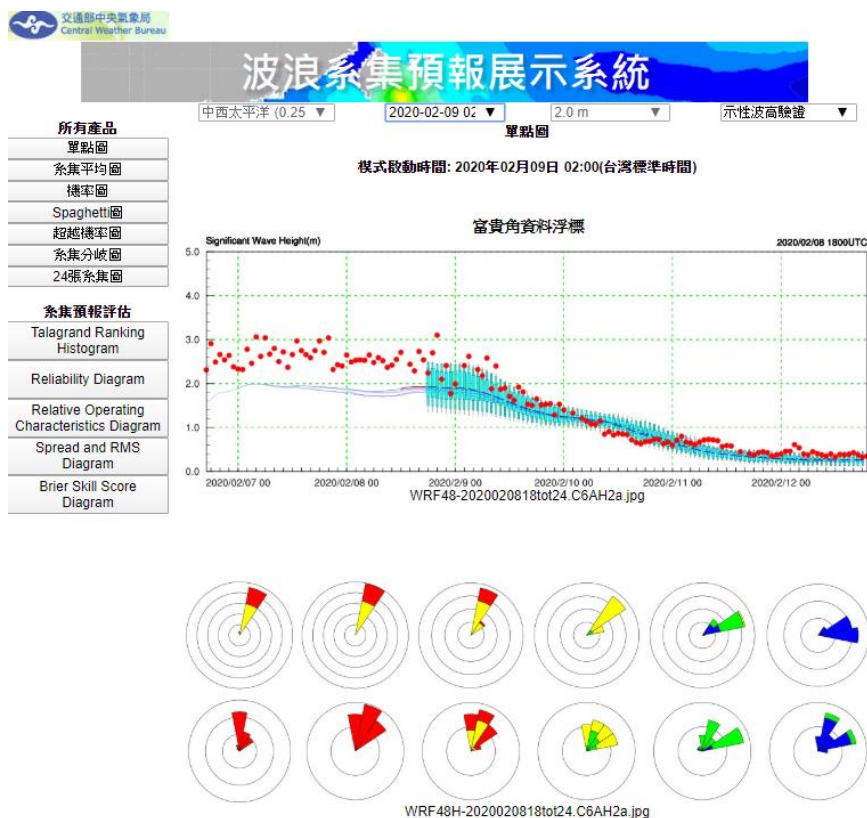 交通部中央氣象局
Central Weather Bureau
波浪系集預報展示系統
中西太平洋 (0.25
2020-02-09 02
2.0 m
示性波高驗證
單點圖
所有產品
單點圖
系集平均圖
機率圖
Spaghetti圖
超越機率圖
系集分歧圖
24張系集圖
系集預報評估
Talagrand Ranking
Histogram
Reliability Diagram
Relative Operating
Characteristics Diagram
Spread and RMS
Diagram
Brier Skill Score
Diagram
模式啟動時間: 2020年02月09日 02:00(台灣標準時間)
富貴角資料浮標
Significant Wave Height(m)
2020/02/08 1800UTC
5.0
4.0
3.0
2.0
1.0
0.0
2020/02/07 00
2020/02/08 00
2020/2/9 00
2020/2/10 00
2020/2/11 00
2020/2/12 00
WRF48-2020020818tot24.C6AH2a.jpg
WRF48H-2020020818tot24.C6AH2a.jpg